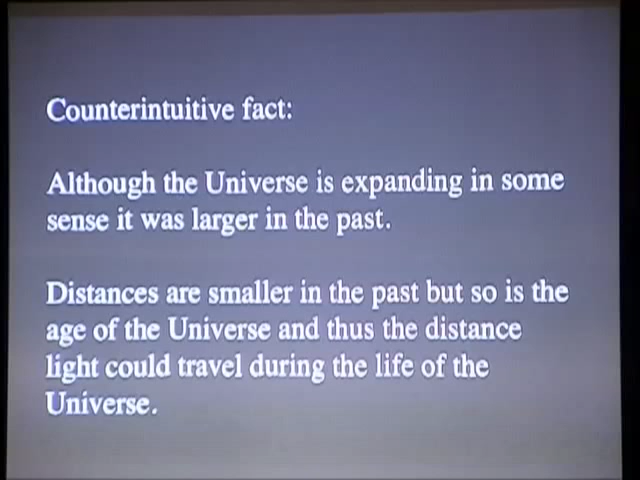 Counterintuitive fact:
Although the Universe is expanding in some
sense it was larger in the past.
Distances are smaller in the past but so is the
age of the Universe and thus the distance
light could travel during the life of the
Universe.